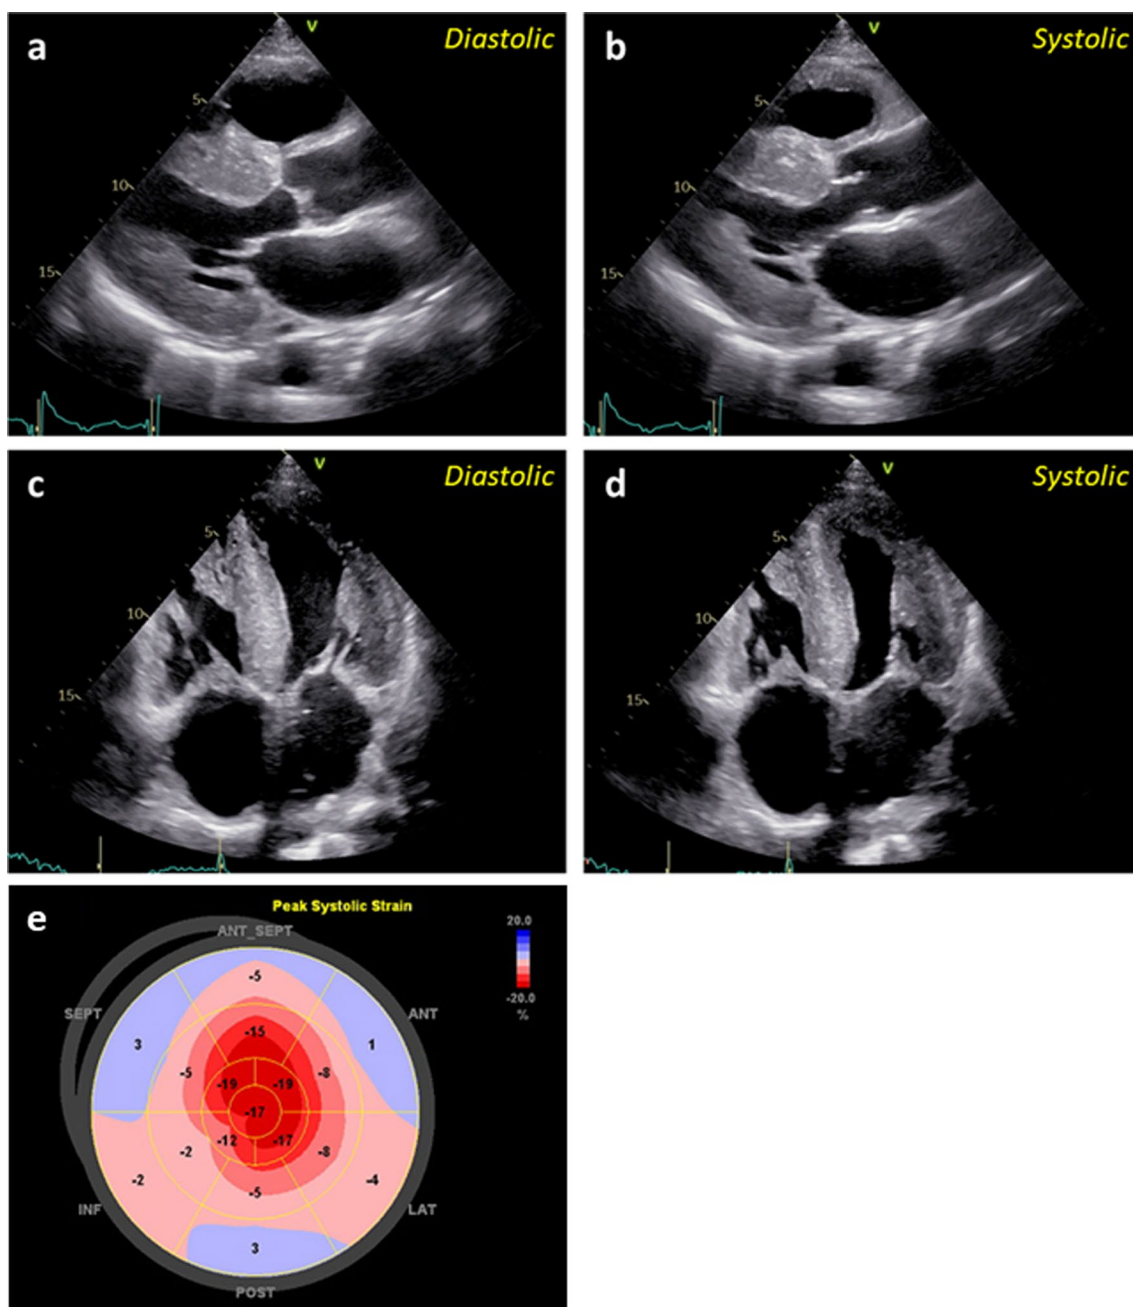 a
V
Diastolic
5
10
15
b
V
Systolic
5
10
15
c
V
Diastolic
5
10
15
d
V
Systolic
5
10
15
e
Peak Systolic Strain
20.0
-20.0
%
ANT_SEPT
SEPT
ANT
-5
3
1
-15
-5
-8
-19
-19
-17
-12
-17
-2
-8
-2
-4
-5
INF
LAT
3
POST